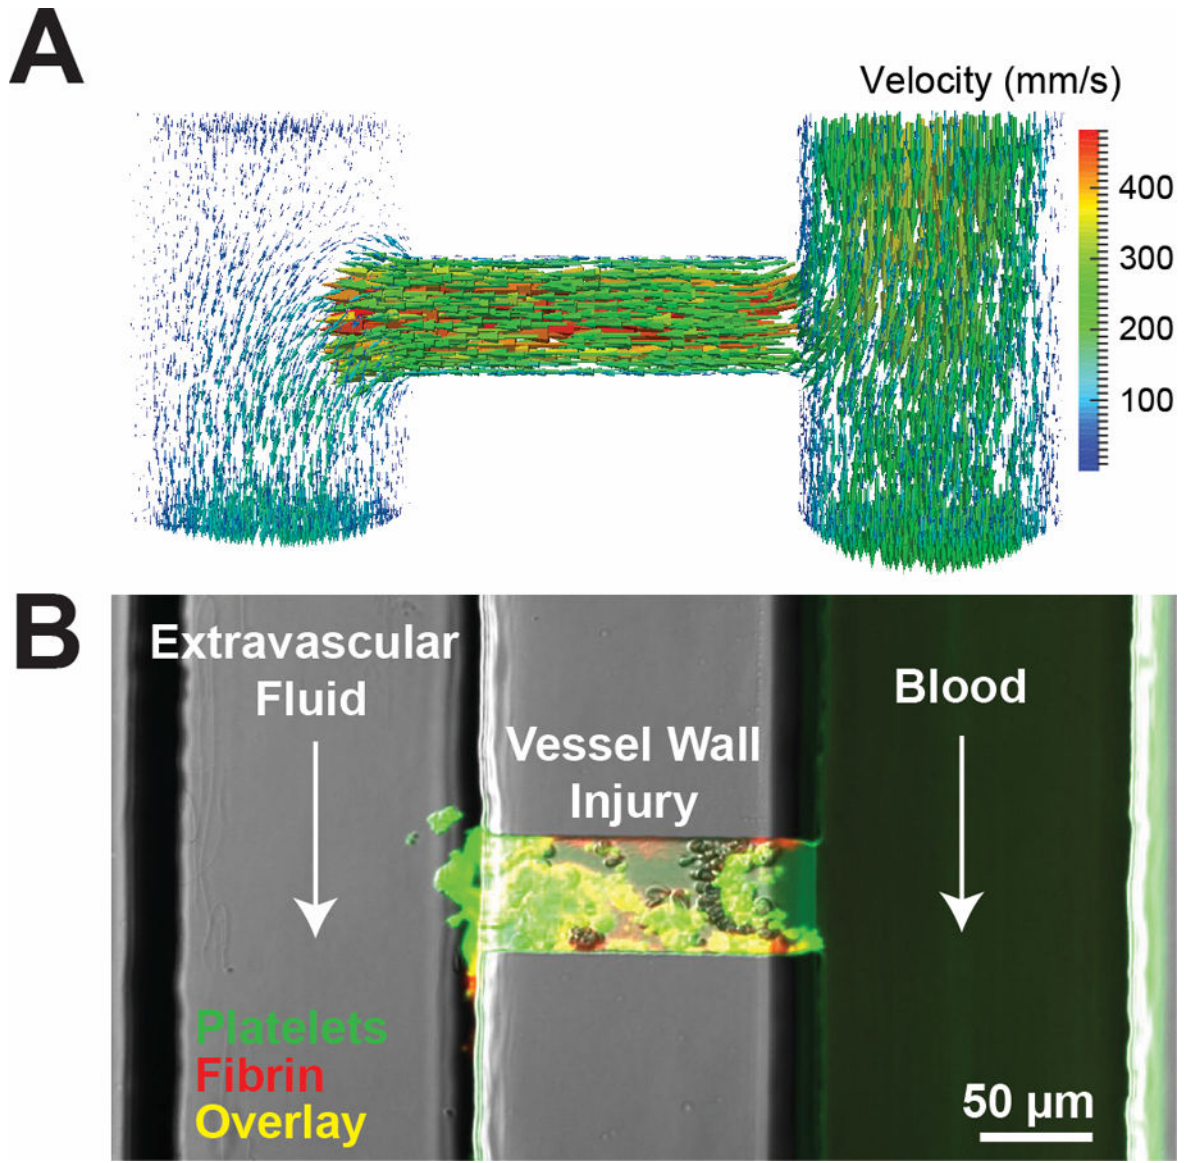 A
Velocity (mm/s)
400
300
200
100
B
Extravascular
Fluid
Blood
Vessel Wall
Injury
Platelets
Fibrin
Overlay
50 µm